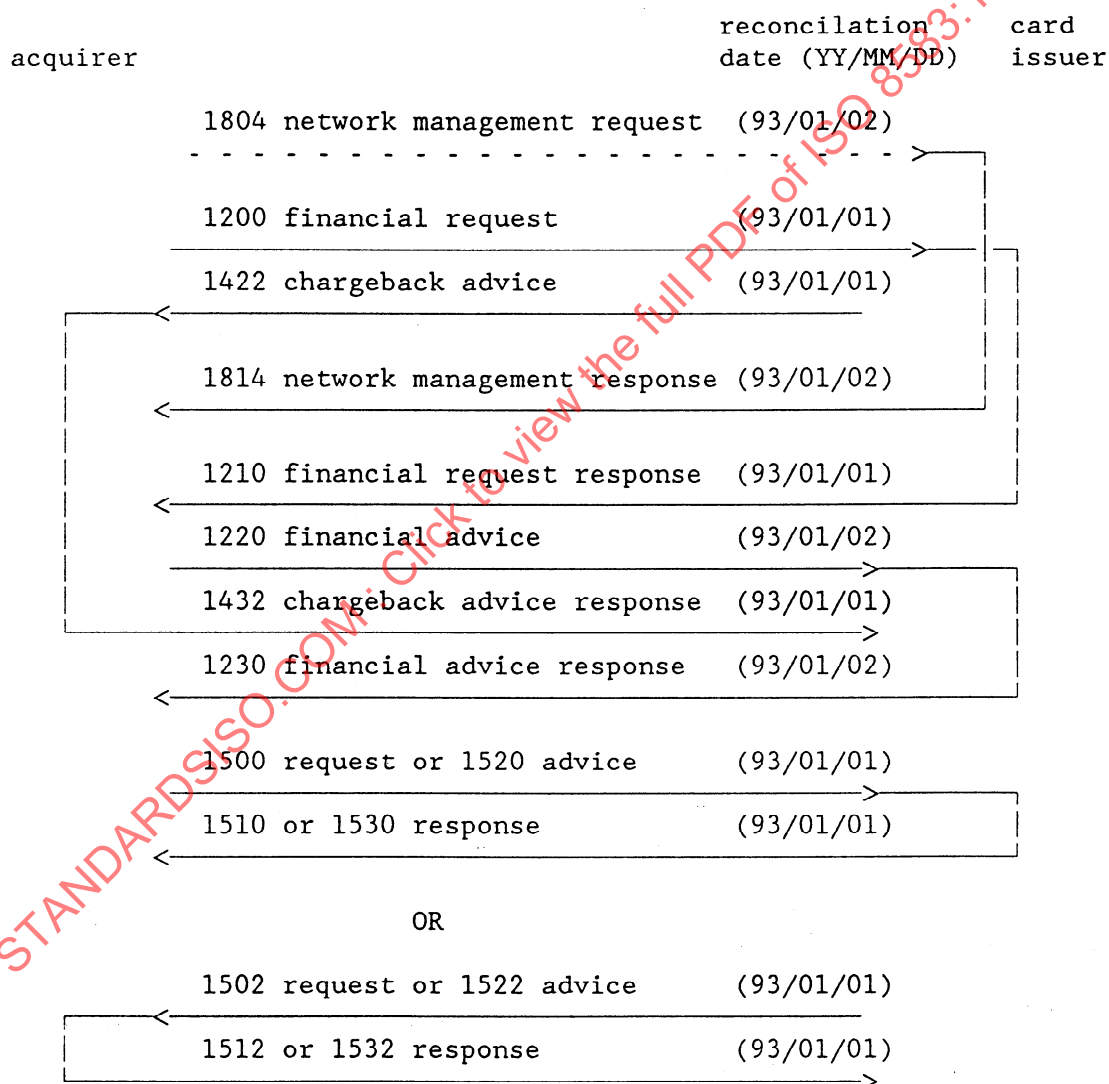 reconcilation card
acquirer date (YY/MM/DD) issuer
1804 network management request (93/01/02)
1200 financial request (93/01/01)
1422 chargeback advice (93/01/01)
1814 network management response (93/01/02)
1210 financial request response (93/01/01)
1220 financial advice (93/01/02)
1432 chargeback advice response (93/01/01)
1230 financial advice response (93/01/02)
1500 request or 1520 advice (93/01/01)
1510 or 1530 response (93/01/01)
OR
1502 request or 1522 advice (93/01/01)
1512 or 1532 response (93/01/01)
STANDARDSISO.COM : Click to view the full PDF of ISO 8583: